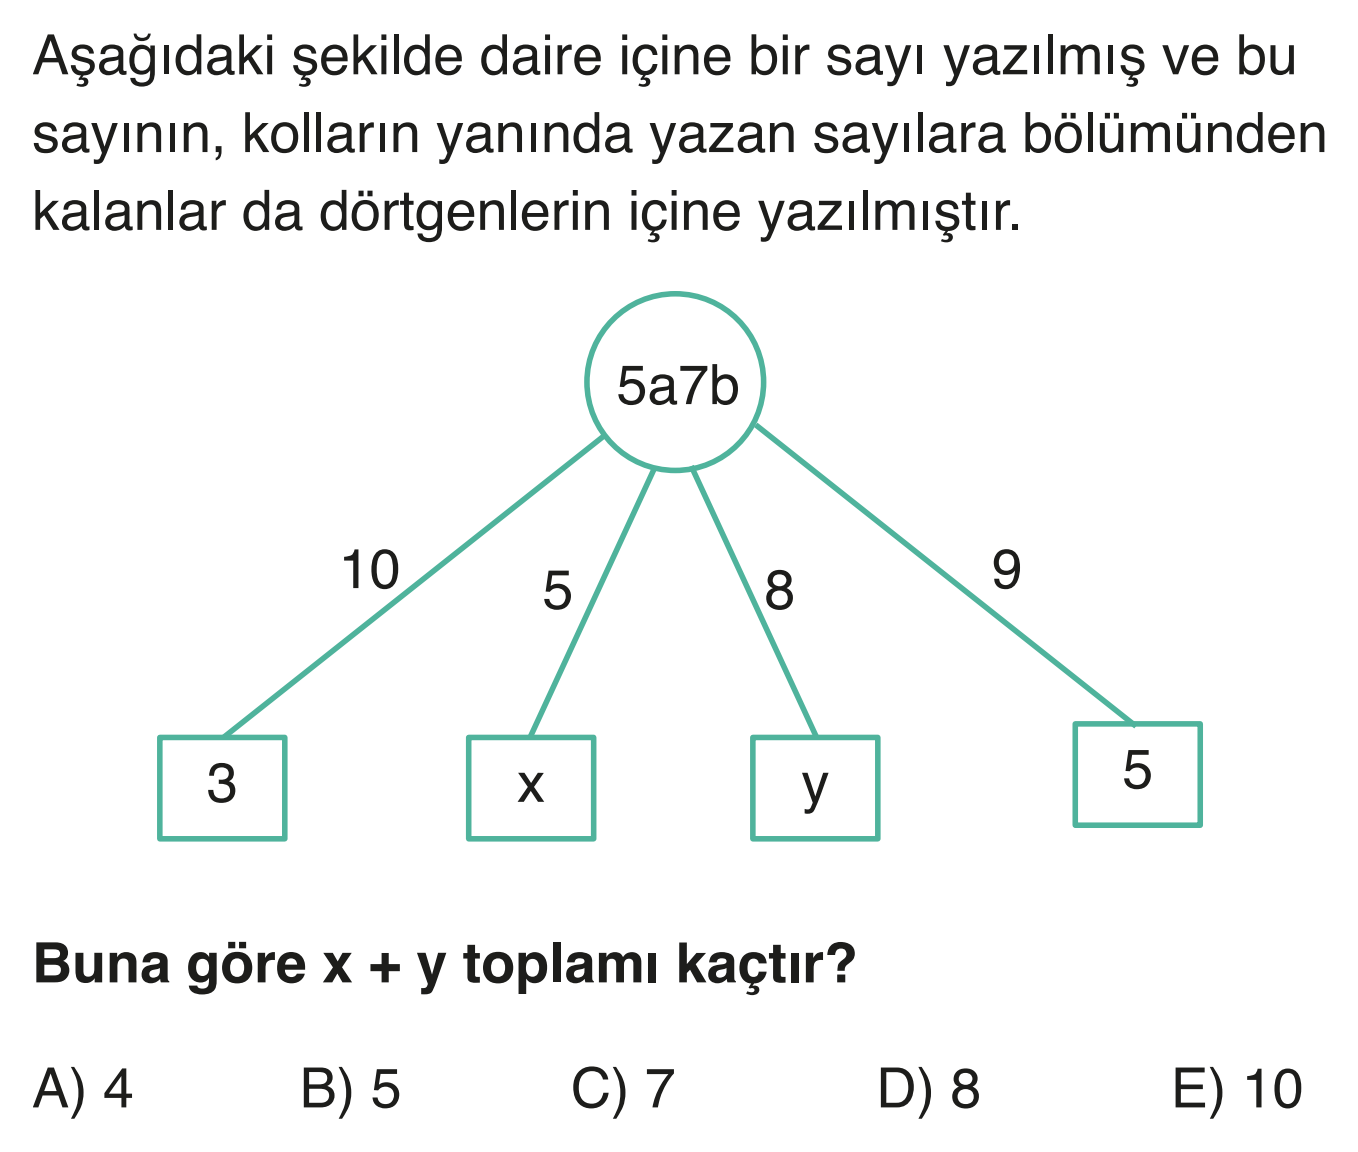 Aşağıdaki şekilde daire içine bir sayı yazılmış ve bu
sayının, kolların yanında yazan sayılara bölümünden
kalanlar da dörtgenlerin içine yazılmıştır.
5a7b
10
5
8
9
3
x
y
5
Buna göre x + y toplamı kaçtır?
A) 4 B) 5 C) 7 D) 8 E) 10